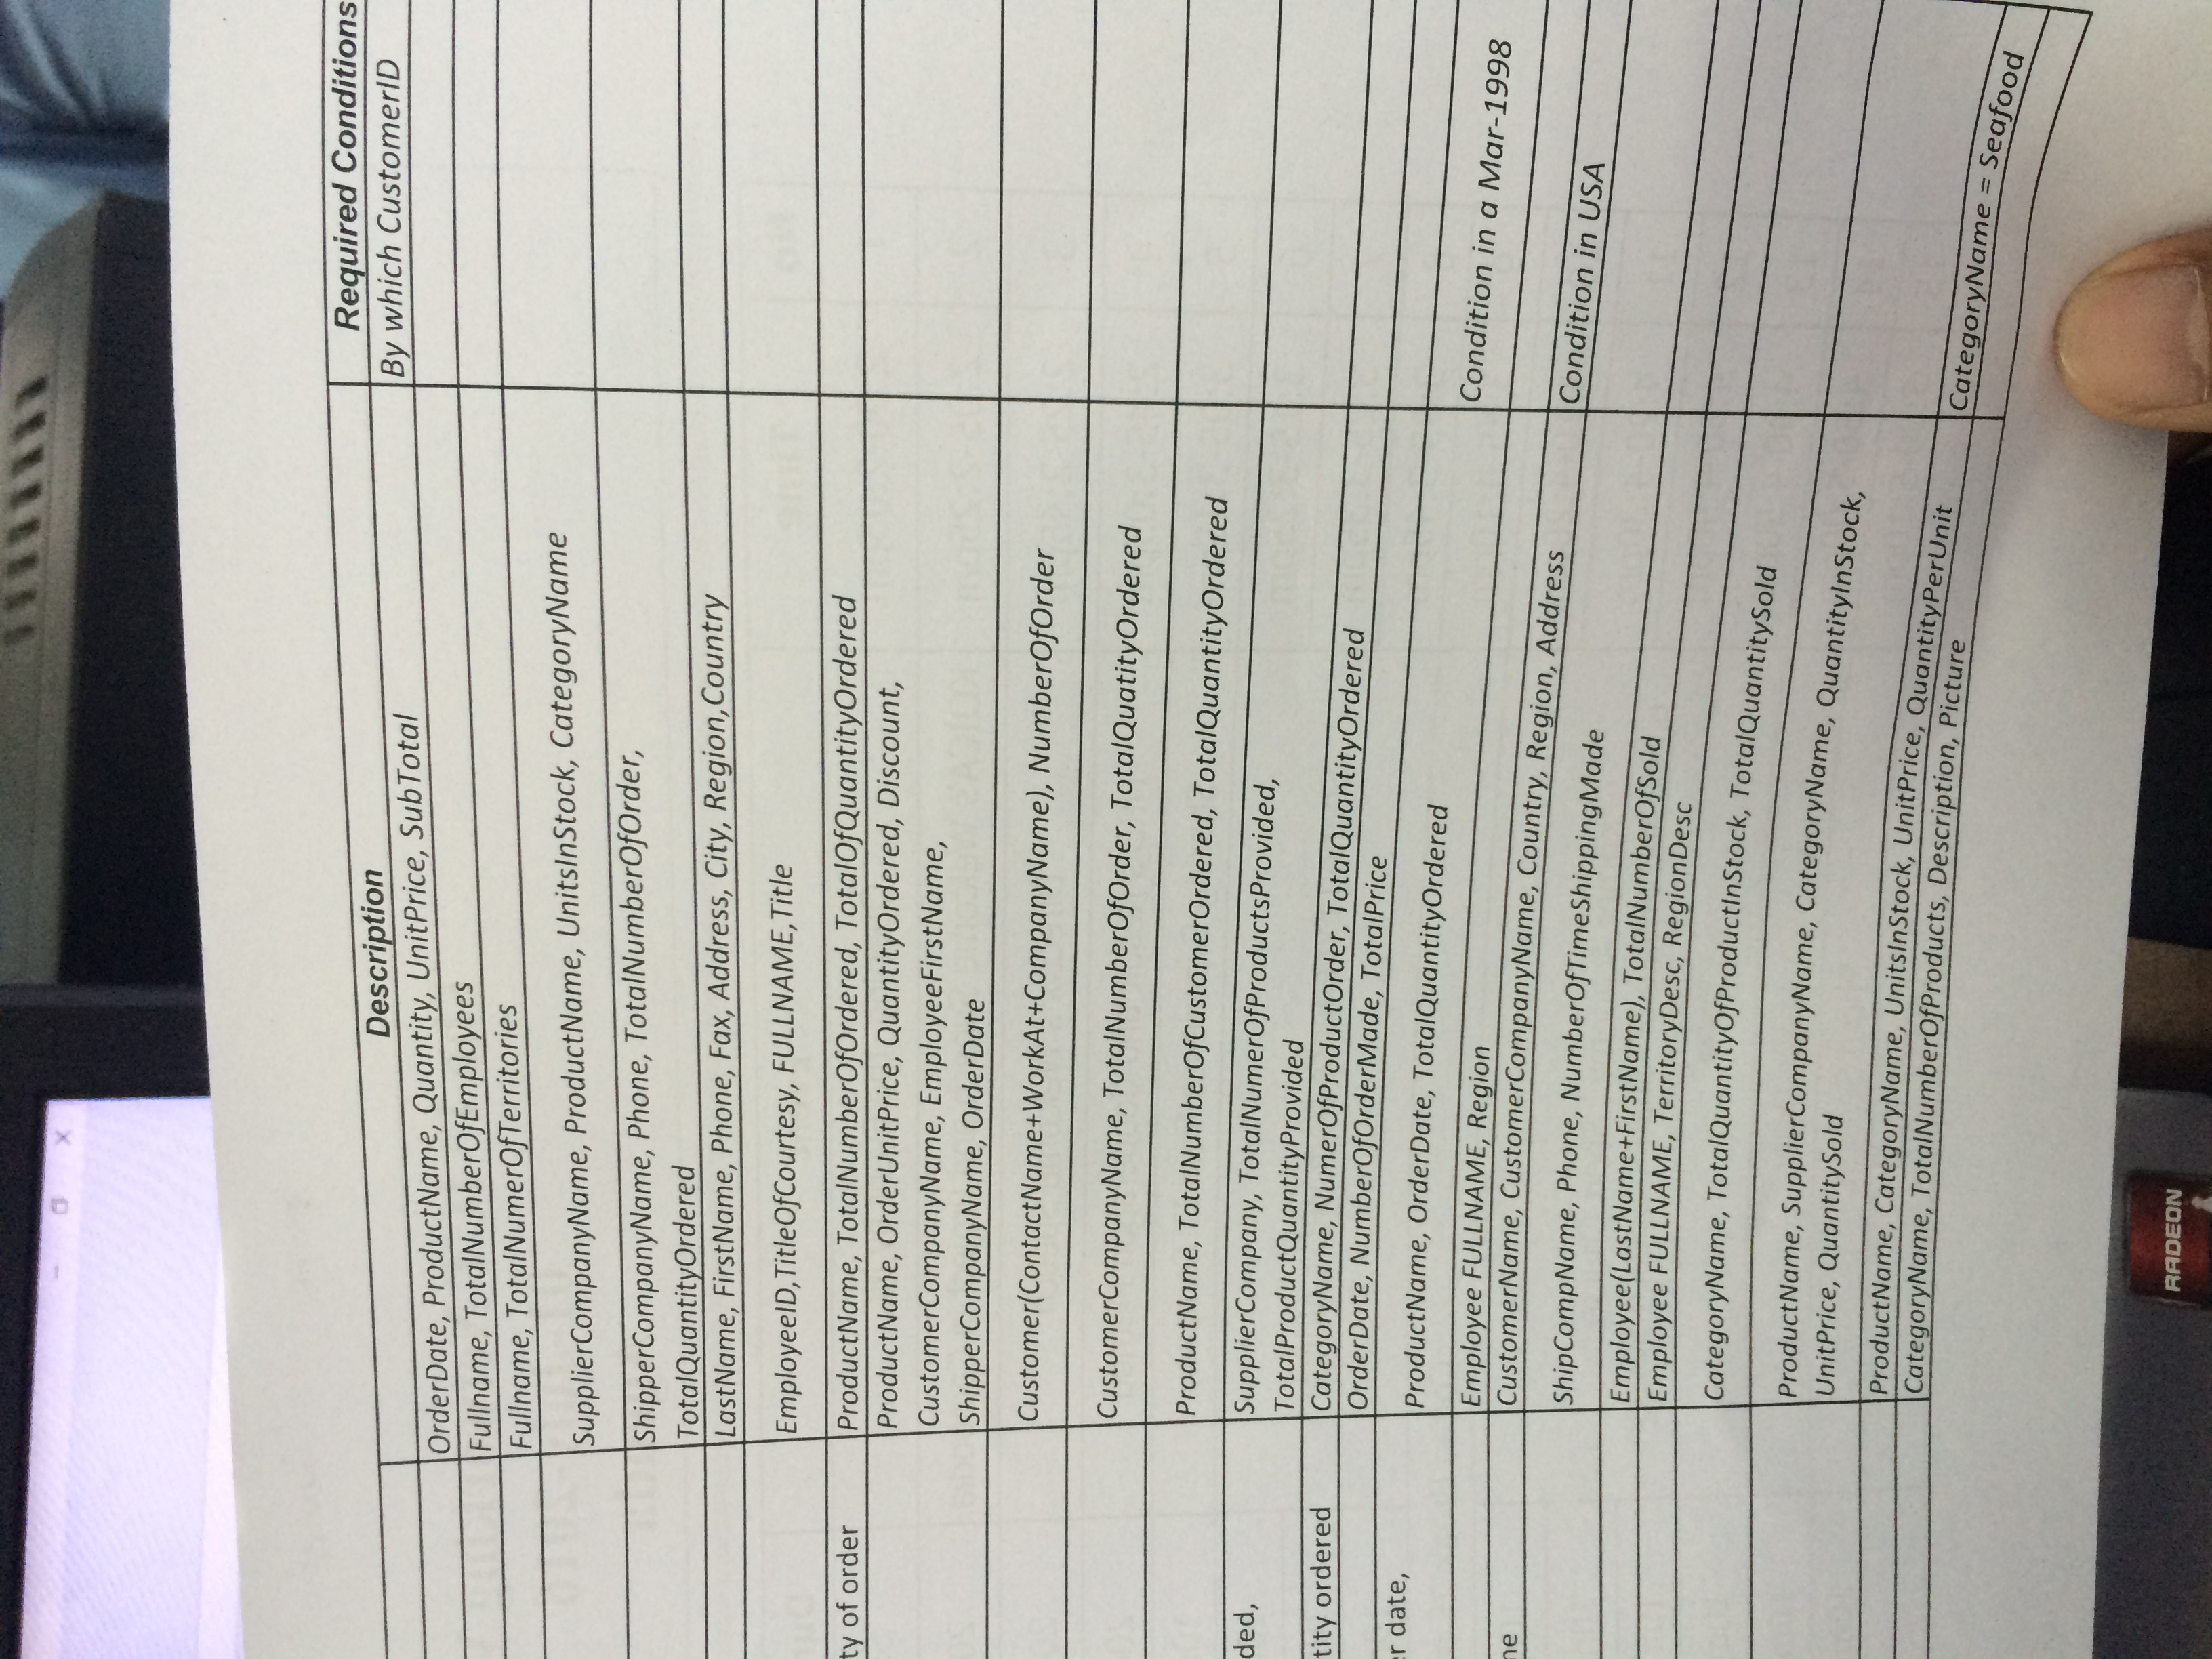 Description
Required Conditions
OrderDate, ProductName, Quantity, UnitPrice, SubTotal
By which CustomerID
Fullname, TotalNumberOfEmployees
Fullname, TotalNumerOfTerritories
SupplierCompanyName, ProductName, UnitsInStock, CategoryName
ShipperCompanyName, Phone, TotalNumberOfOrder,
TotalQuantityOrdered
LastName, FirstName, Phone, Fax, Address, City, Region,Country
EmployeeID,TitleOfCourtesy, FULLNAME,Title
ty of order
ProductName, TotalNumberOfOrdered, TotalOfQuantityOrdered
ProductName, OrderUnitPrice, QuantityOrdered, Discount,
CustomerCompanyName, EmployeeFirstName,
ShipperCompanyName, OrderDate
Customer(ContactName+WorkAt+CompanyName), NumberOfOrder
CustomerCompanyName, TotalNumberOfOrder, TotalQuatityOrdered
ProductName, TotalNumberOfCustomerOrdered, TotalQuantityOrdered
ded,
SupplierCompany, TotalNumerOfProductsProvided,
TotalProductQuantityProvided
tity ordered
CategoryName, NumerOfProductOrder, TotalQuantityOrdered
OrderDate, NumberOfOrderMade, TotalPrice
er date,
ProductName, OrderDate, TotalQuantityOrdered
Condition in a Mar-1998
Employee FULLNAME, Region
me
CustomerName, CustomerCompanyName, Country, Region, Address
Condition in USA
ShipCompName, Phone, NumberOfTimeShippingMade
Employee(LastName+FirstName), TotalNumberOfSold
Employee FULLNAME, TerritoryDesc, RegionDesc
CategoryName, TotalQuantityOfProductInStock, TotalQuantitySold
ProductName, SupplierCompanyName, CategoryName, QuantityInStock,
UnitPrice, QuantitySold
ProductName, CategoryName, UnitsInStock, UnitPrice, QuantityPerUnit
CategoryName = Seafood
CategoryName, TotalNumberOfProducts, Description, Picture
RADEON